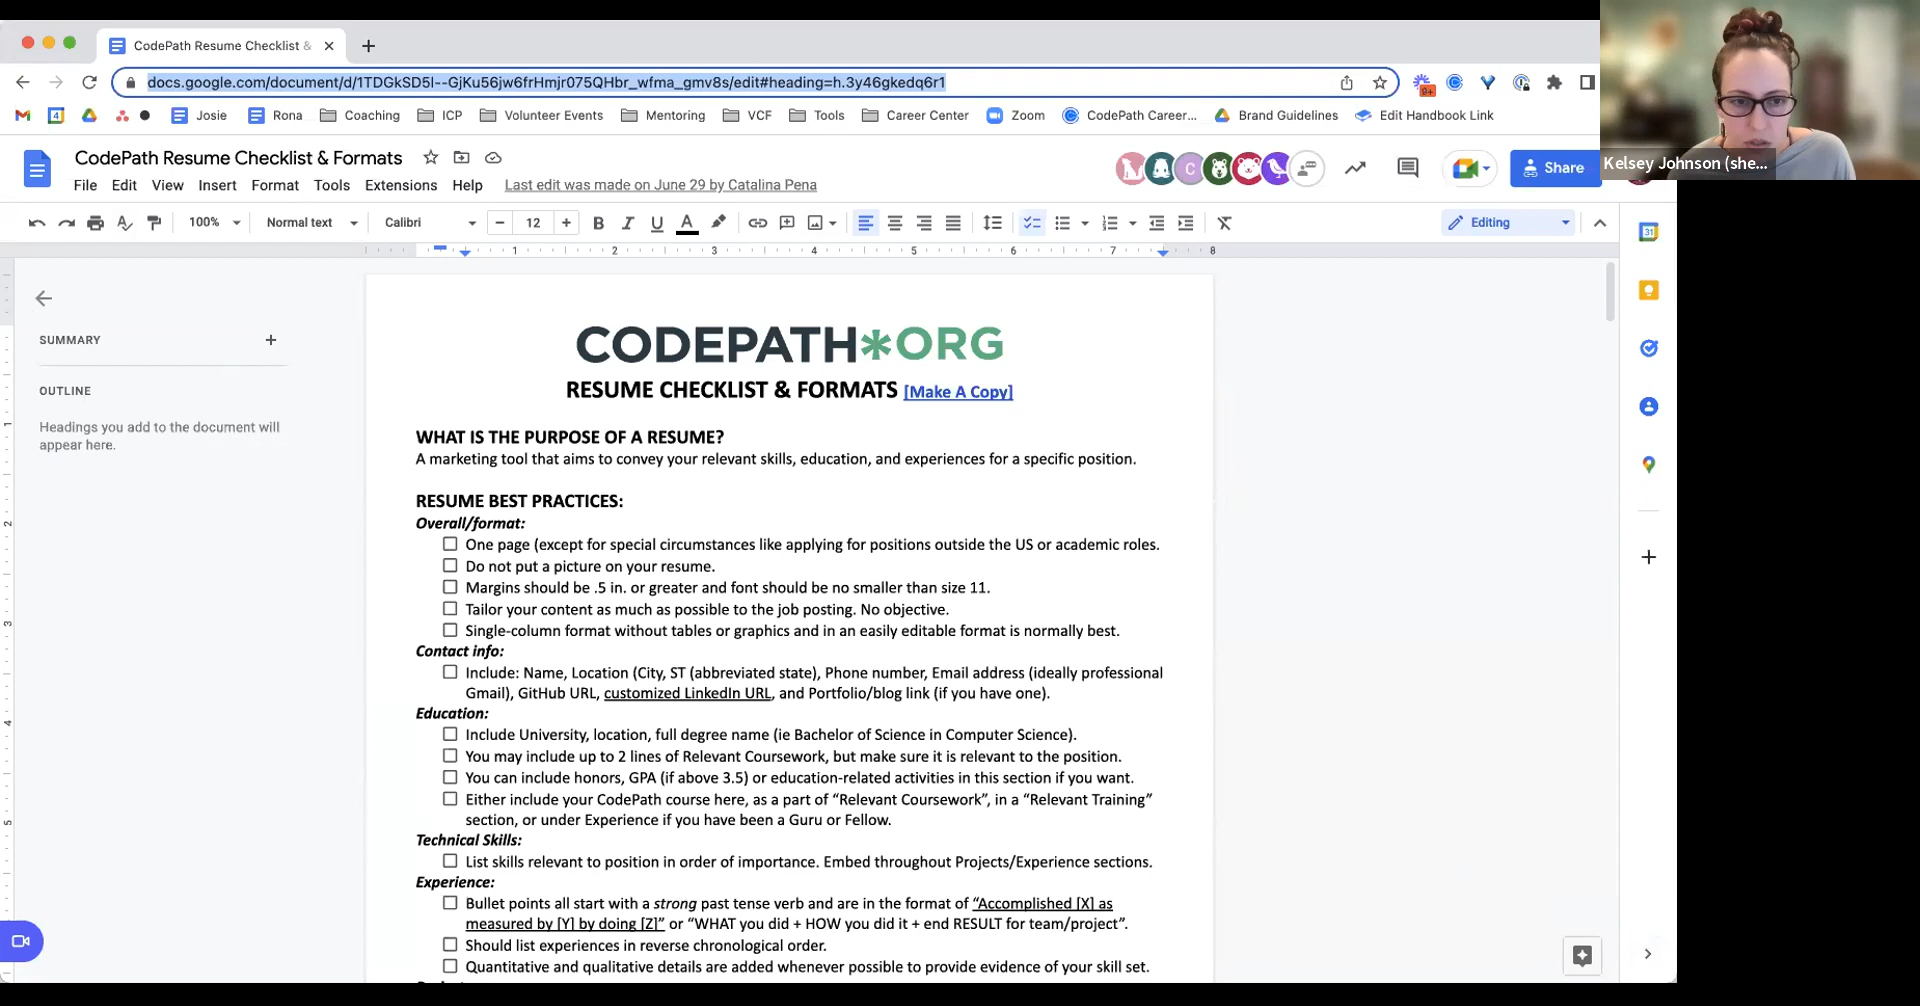 CodePath Resume Checklist &
docs.google.com/document/d/1TDGkSD5I--GjKu56jw6frHmjr075QHbr_wfma_gmv8s/edit#heading=h.3y46gkedq6r1
9+
4 Josie Rona Coaching ICP Volunteer Events Mentoring VCF Tools Career Center Zoom CodePath Career... Brand Guidelines Edit Handbook Link
CodePath Resume Checklist & Formats
C
Share
Kelsey Johnson (she...
File Edit View Insert Format Tools Extensions Help Last edit was made on June 29 by Catalina Pena
100% Normal text Calibri 12 B I U A Editing
1 2 3 4 5 6 7 8
31
SUMMARY
OUTLINE
Headings you add to the document will
appear here.
1
2
3
4
5
CODEPATH*ORG
RESUME CHECKLIST & FORMATS [Make A Copy]
WHAT IS THE PURPOSE OF A RESUME?
A marketing tool that aims to convey your relevant skills, education, and experiences for a specific position.
RESUME BEST PRACTICES:
Overall/format:
One page (except for special circumstances like applying for positions outside the US or academic roles.
Do not put a picture on your resume.
Margins should be .5 in. or greater and font should be no smaller than size 11.
Tailor your content as much as possible to the job posting. No objective.
Single-column format without tables or graphics and in an easily editable format is normally best.
Contact info:
Include: Name, Location (City, ST (abbreviated state), Phone number, Email address (ideally professional
Gmail), GitHub URL, customized LinkedIn URL, and Portfolio/blog link (if you have one).
Education:
Include University, location, full degree name (ie Bachelor of Science in Computer Science).
You may include up to 2 lines of Relevant Coursework, but make sure it is relevant to the position.
You can include honors, GPA (if above 3.5) or education-related activities in this section if you want.
Either include your CodePath course here, as a part of “Relevant Coursework”, in a “Relevant Training”
section, or under Experience if you have been a Guru or Fellow.
Technical Skills:
List skills relevant to position in order of importance. Embed throughout Projects/Experience sections.
Experience:
Bullet points all start with a strong past tense verb and are in the format of “Accomplished [X] as
measured by [Y] by doing [Z]” or “WHAT you did + HOW you did it + end RESULT for team/project”.
Should list experiences in reverse chronological order.
Quantitative and qualitative details are added whenever possible to provide evidence of your skill set.